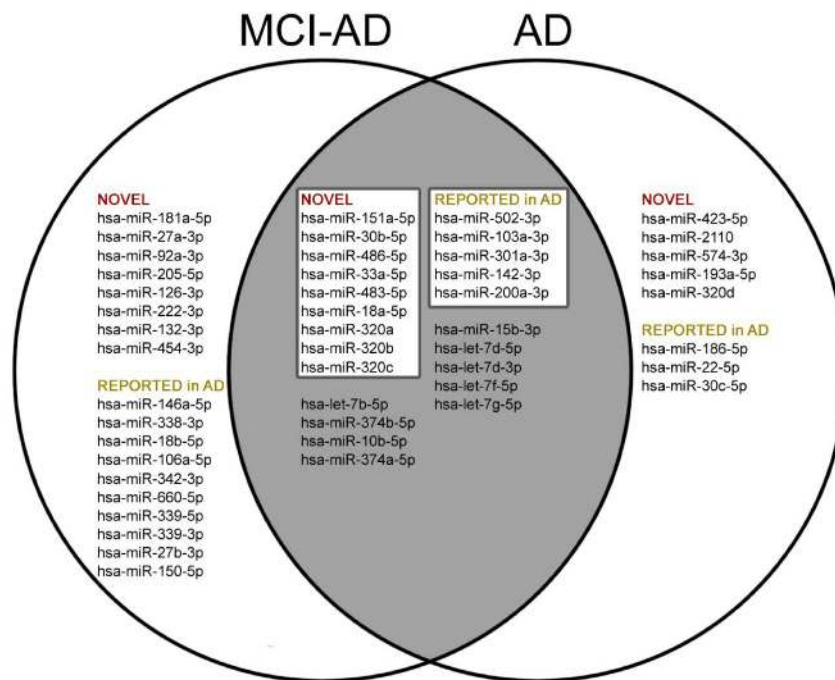 MCI-AD
AD
NOVEL
hsa-miR-181a-5p
hsa-miR-27a-3p
hsa-miR-92a-3p
hsa-miR-205-5p
hsa-miR-126-3p
hsa-miR-222-3p
hsa-miR-132-3p
hsa-miR-454-3p
REPORTED in AD
hsa-miR-146a-5p
hsa-miR-338-3p
hsa-miR-18b-5p
hsa-miR-106a-5p
hsa-miR-342-3p
hsa-miR-660-5p
hsa-miR-339-5p
hsa-miR-339-3p
hsa-miR-27b-3p
hsa-miR-150-5p
NOVEL
hsa-miR-151a-5p
hsa-miR-30b-5p
hsa-miR-486-5p
hsa-miR-33a-5p
hsa-miR-483-5p
hsa-miR-18a-5p
hsa-miR-320a
hsa-miR-320b
hsa-miR-320c
hsa-let-7b-5p
hsa-miR-374b-5p
hsa-miR-10b-5p
hsa-miR-374a-5p
REPORTED in AD
hsa-miR-502-3p
hsa-miR-103a-3p
hsa-miR-301a-3p
hsa-miR-142-3p
hsa-miR-200a-3p
hsa-miR-15b-3p
hsa-let-7d-5p
hsa-let-7d-3p
hsa-let-7f-5p
hsa-let-7g-5p
NOVEL
hsa-miR-423-5p
hsa-miR-2110
hsa-miR-574-3p
hsa-miR-193a-5p
hsa-miR-320d
REPORTED in AD
hsa-miR-186-5p
hsa-miR-22-5p
hsa-miR-30c-5p